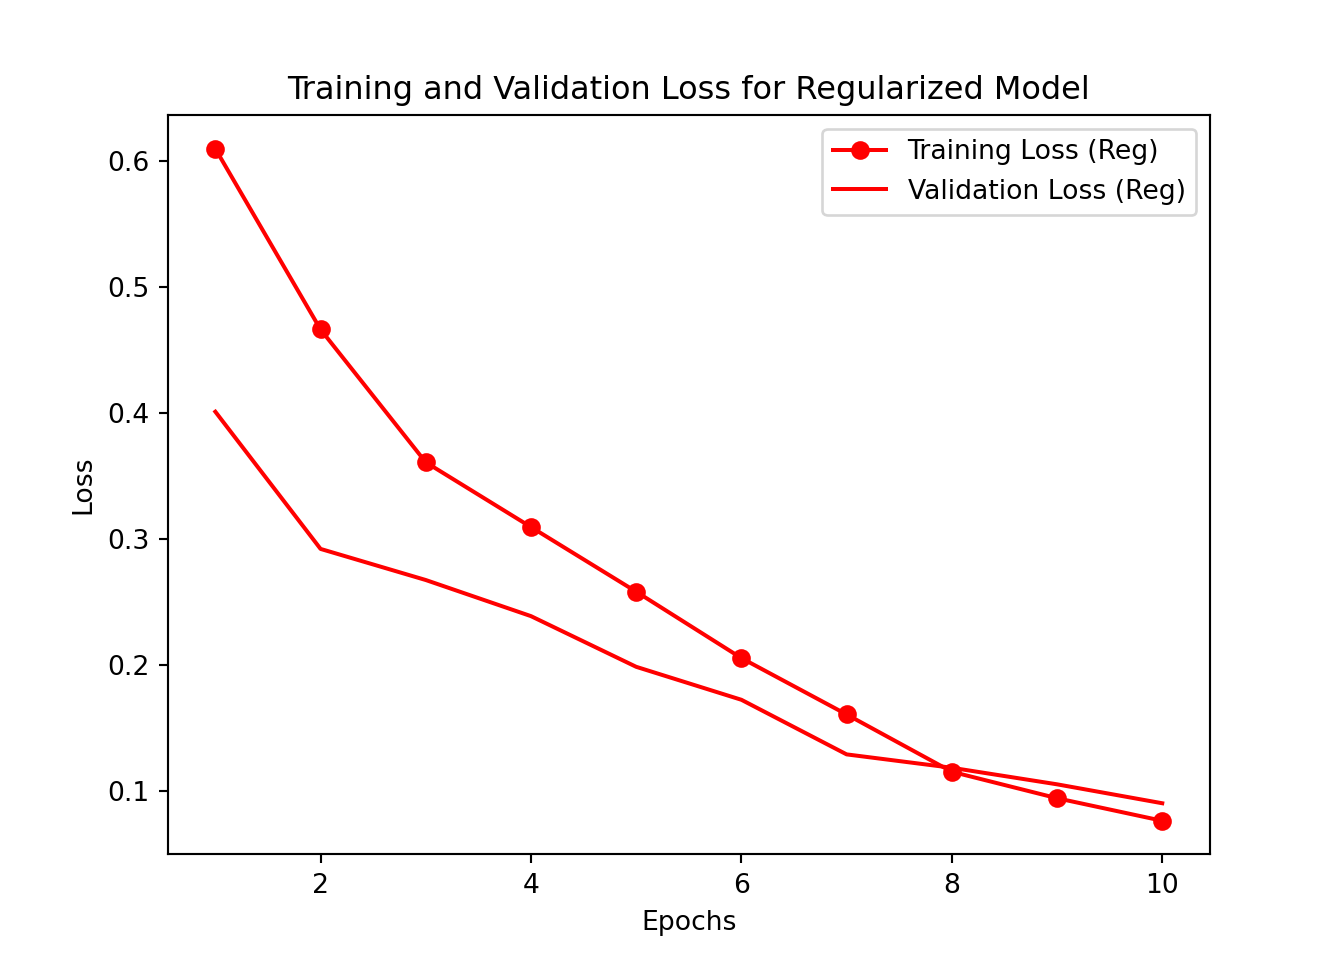 Training and Validation Loss for Regularized Model
Training Loss (Reg)
Validation Loss (Reg)
0.6
0.5
0.4
0.3
0.2
0.1
Loss
2 4 6 8 10
Epochs